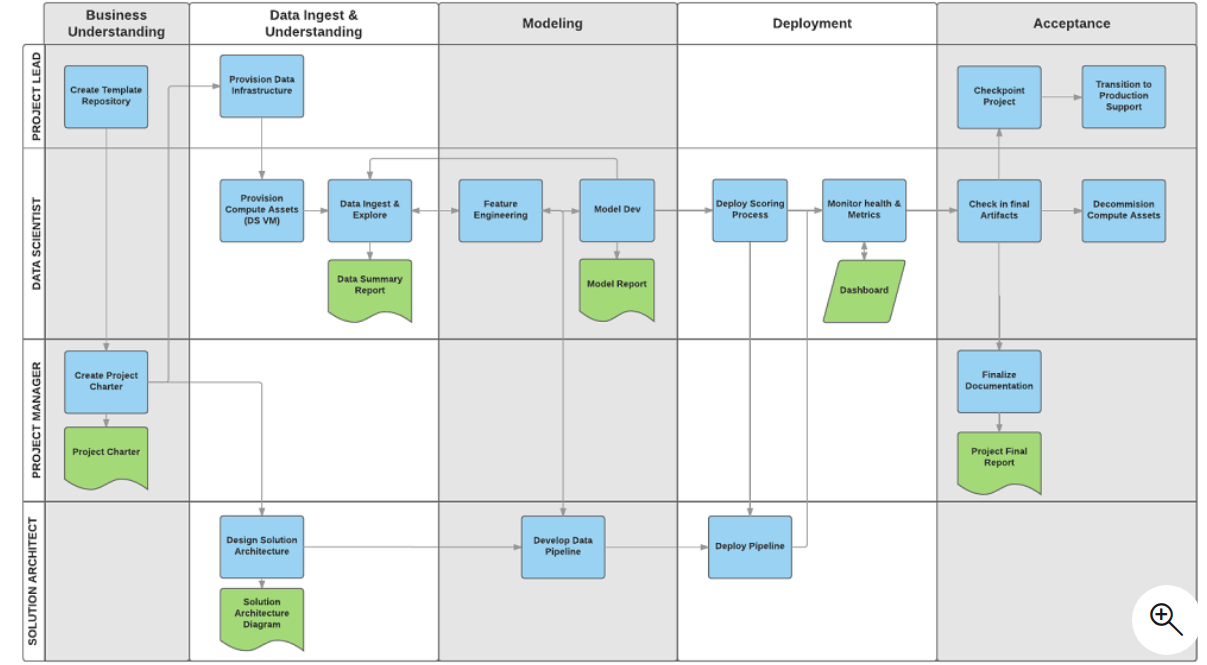 Business
Understanding
Data Ingest &
Understanding
Modeling
Deployment
Acceptance
PROJECT LEAD
Create Template
Repository
Provision Data
Infrastructure
Checkpoint
Project
Transition to
Production
Support
DATA SCIENTIST
Provision
Compute Assets
(DS VM)
Data Ingest &
Explore
Feature
Engineering
Model Dev
Deploy Scoring
Process
Monitor health &
Metrics
Check in final
Artifacts
Decommision
Compute Assets
Data Summary
Report
Model Report
Dashboard
PROJECT MANAGER
Create Project
Charter
Finalize
Documentation
Project Charter
Project Final
Report
SOLUTION ARCHITECT
Design Solution
Architecture
Develop Data
Pipeline
Deploy Pipeline
Solution
Architecture
Diagram